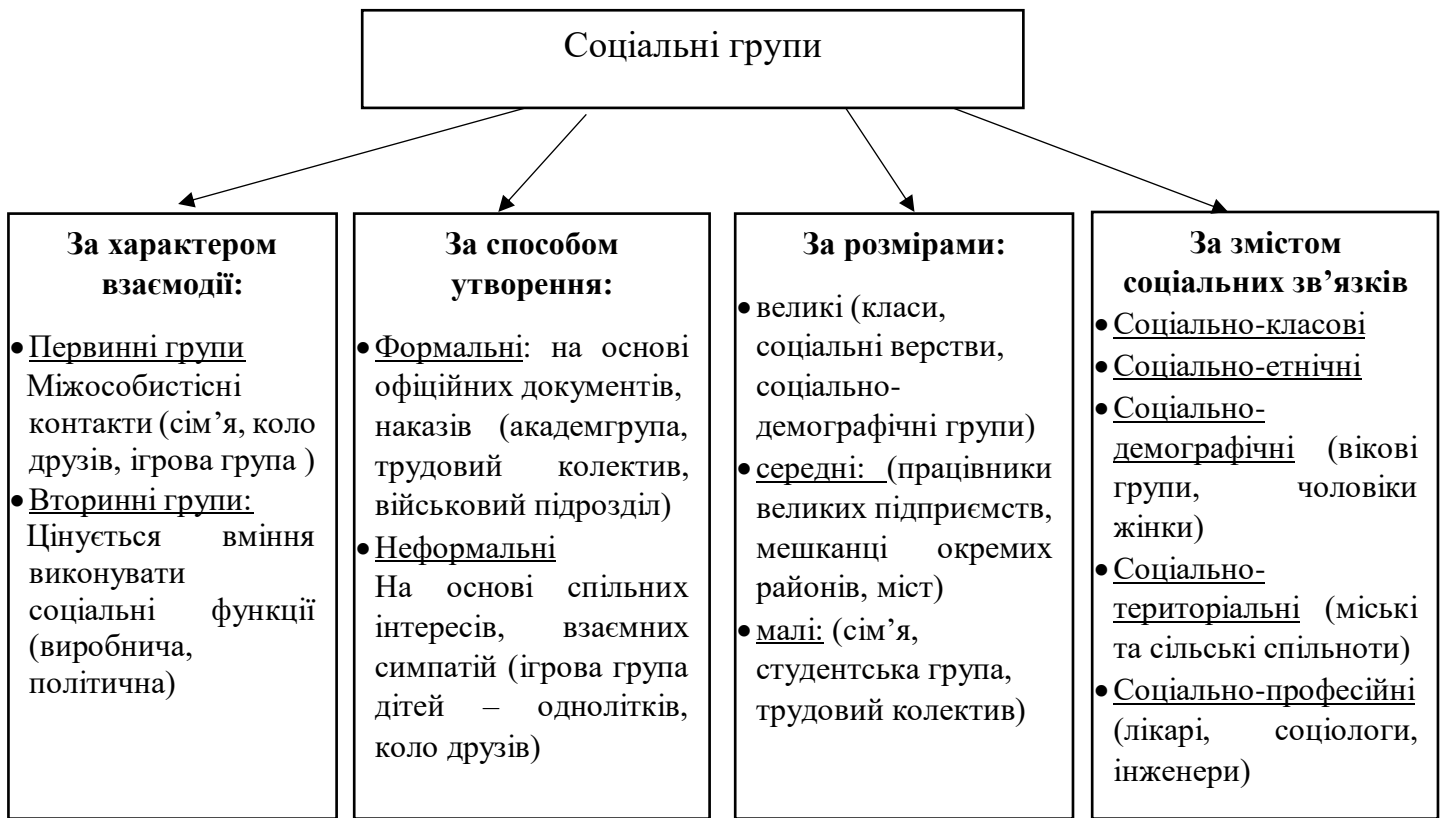 Соціальні групи
За характером
взаємодії:
• Первинні групи
Міжособистісні
контакти (сім’я, коло
друзів, ігрова група )
• Вторинні групи:
Цінується вміння
виконувати
соціальні функції
(виробнича,
політична)
За способом
утворення:
• Формальні: на основі
офіційних документів,
наказів (академгрупа,
трудовий колектив,
військовий підрозділ)
• Неформальні
На основі спільних
інтересів, взаємних
симпатій (ігрова група
дітей – однолітків,
коло друзів)
За розмірами:
• великі (класи,
соціальні верстви,
соціально-
демографічні групи)
• середні: (працівники
великих підприємств,
мешканці окремих
районів, міст)
• малі: (сім’я,
студентська група,
трудовий колектив)
За змістом
соціальних зв’язків
• Соціально-класові
• Соціально-етнічні
• Соціально-
демографічні (вікові
групи, чоловіки
жінки)
• Соціально-
територіальні (міські
та сільські спільноти)
• Соціально-професійні
(лікарі, соціологи,
інженери)